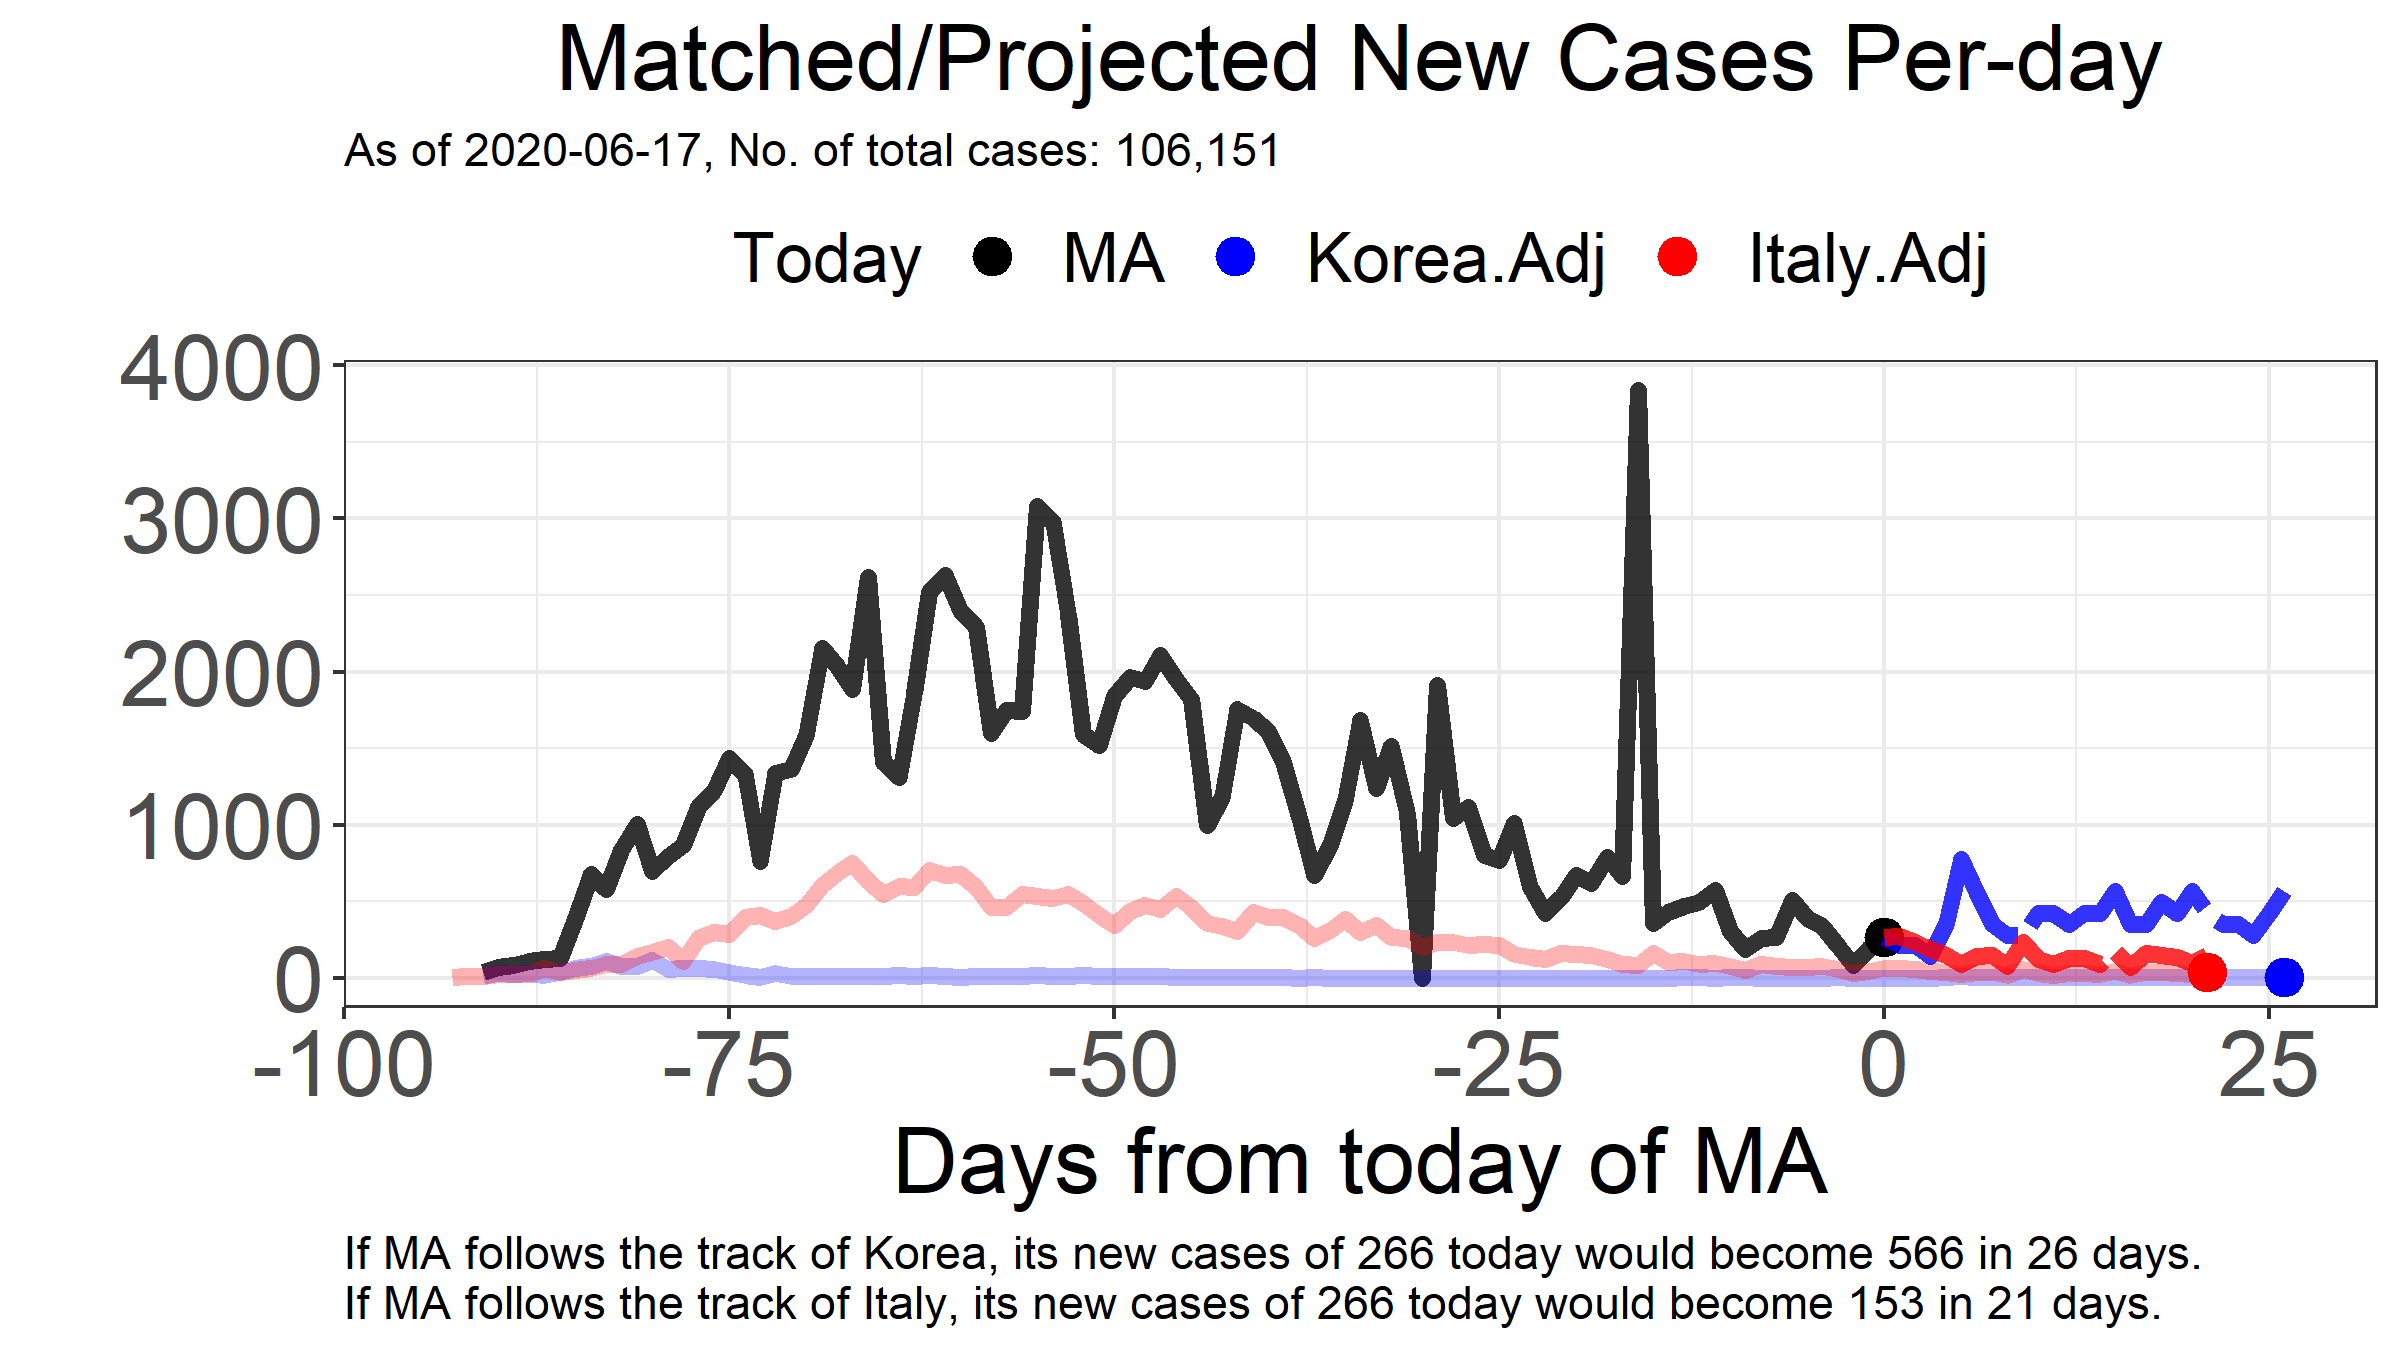 Matched/Projected New Cases Per-day
As of 2020-06-17, No. of total cases: 106,151
Today MA Korea.Adj Italy.Adj
4000
3000
2000
1000
0
-100 -75 -50 -25 0 25
Days from today of MA
If MA follows the track of Korea, its new cases of 266 today would become 566 in 26 days.
If MA follows the track of Italy, its new cases of 266 today would become 153 in 21 days.